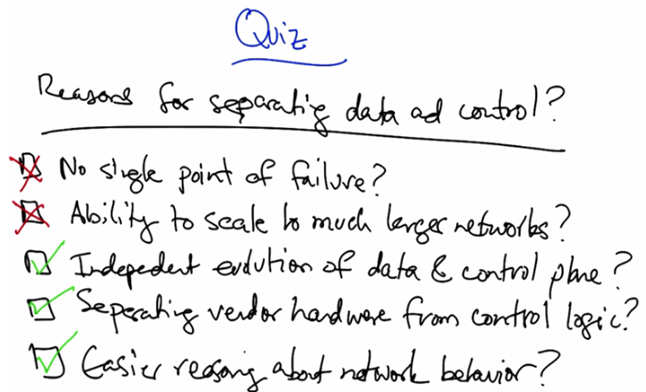 Quiz
Reasons for separating data ad control?
No single point of failure?
Ability to scale to much larger networks?
Indepedent evolution of data & control plane?
Seperating vendor hardware from control logic?
Easier reasoning about network behavior?